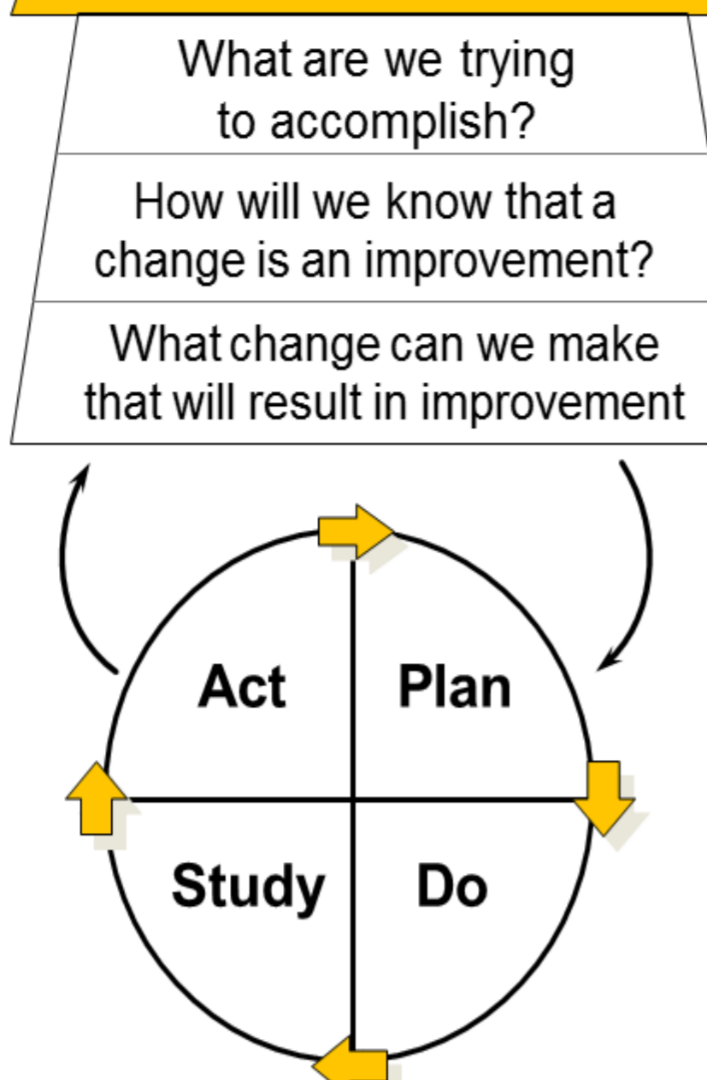 What are we trying
to accomplish?
How will we know that a
change is an improvement?
What change can we make
that will result in improvement
Act
Plan
Study
Do